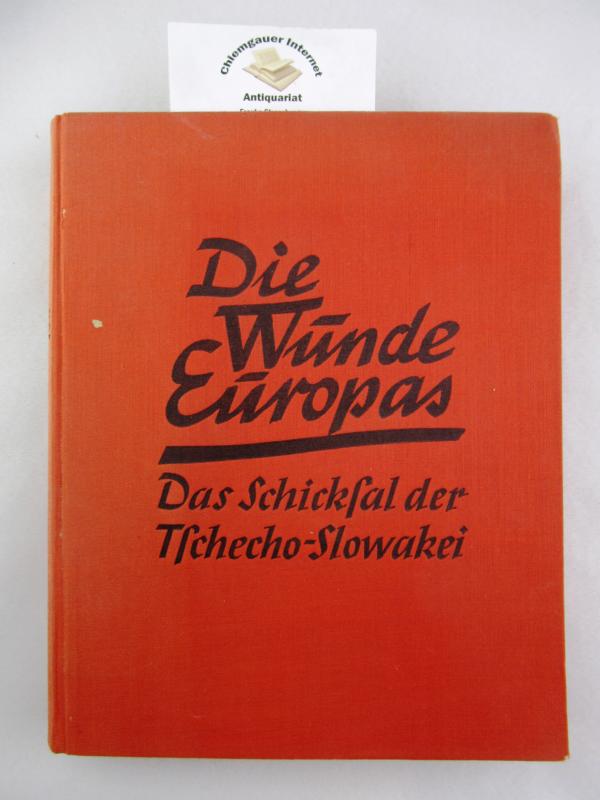 Chiemgauer Internet
Antiquariat
Die
Wunde
Europas
Das Schickſal der
Tſchecho-Slowakei